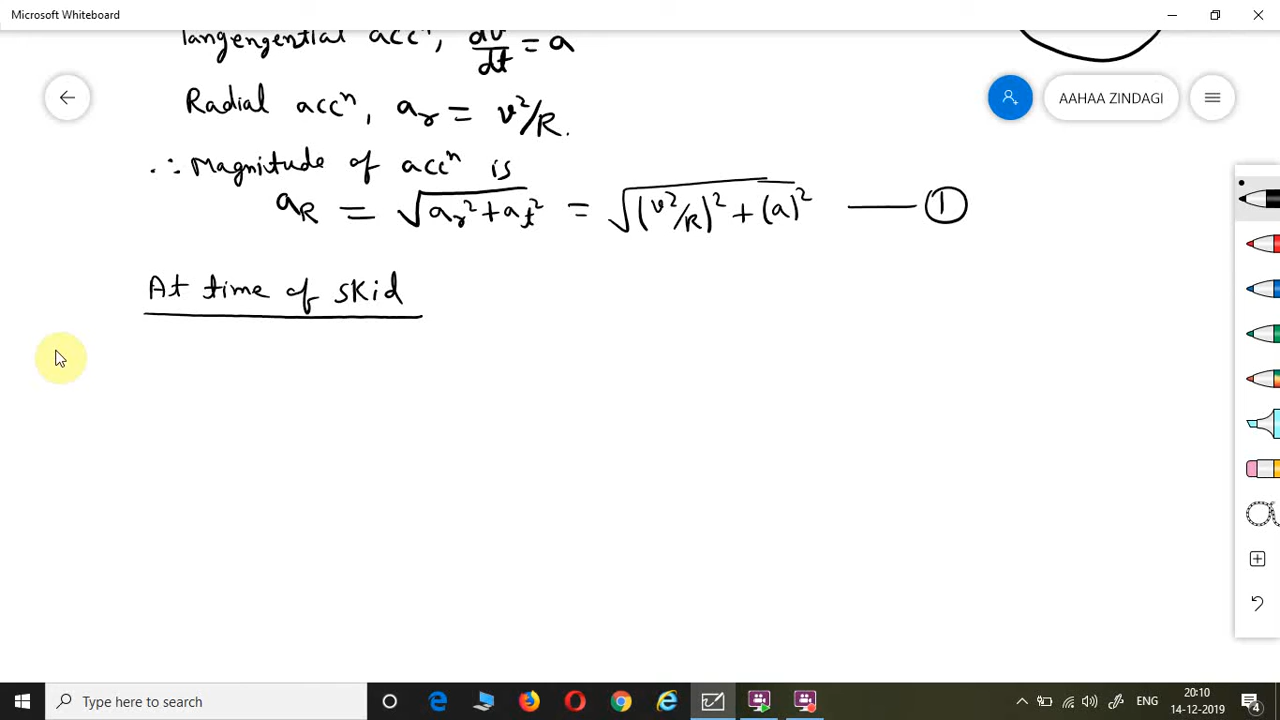 Microsoft Whiteboard
Tangengential accⁿ, dv/dt = a
AAHAA ZINDAGI
Radial accⁿ, aᵣ = v²/R.
∴ Magnitude of accⁿ is
a_R = √(aᵣ² + aₜ²) = √((v²/R)² + (a)²) —— ①
At time of skid
Type here to search
ENG
20:10
14-12-2019
4